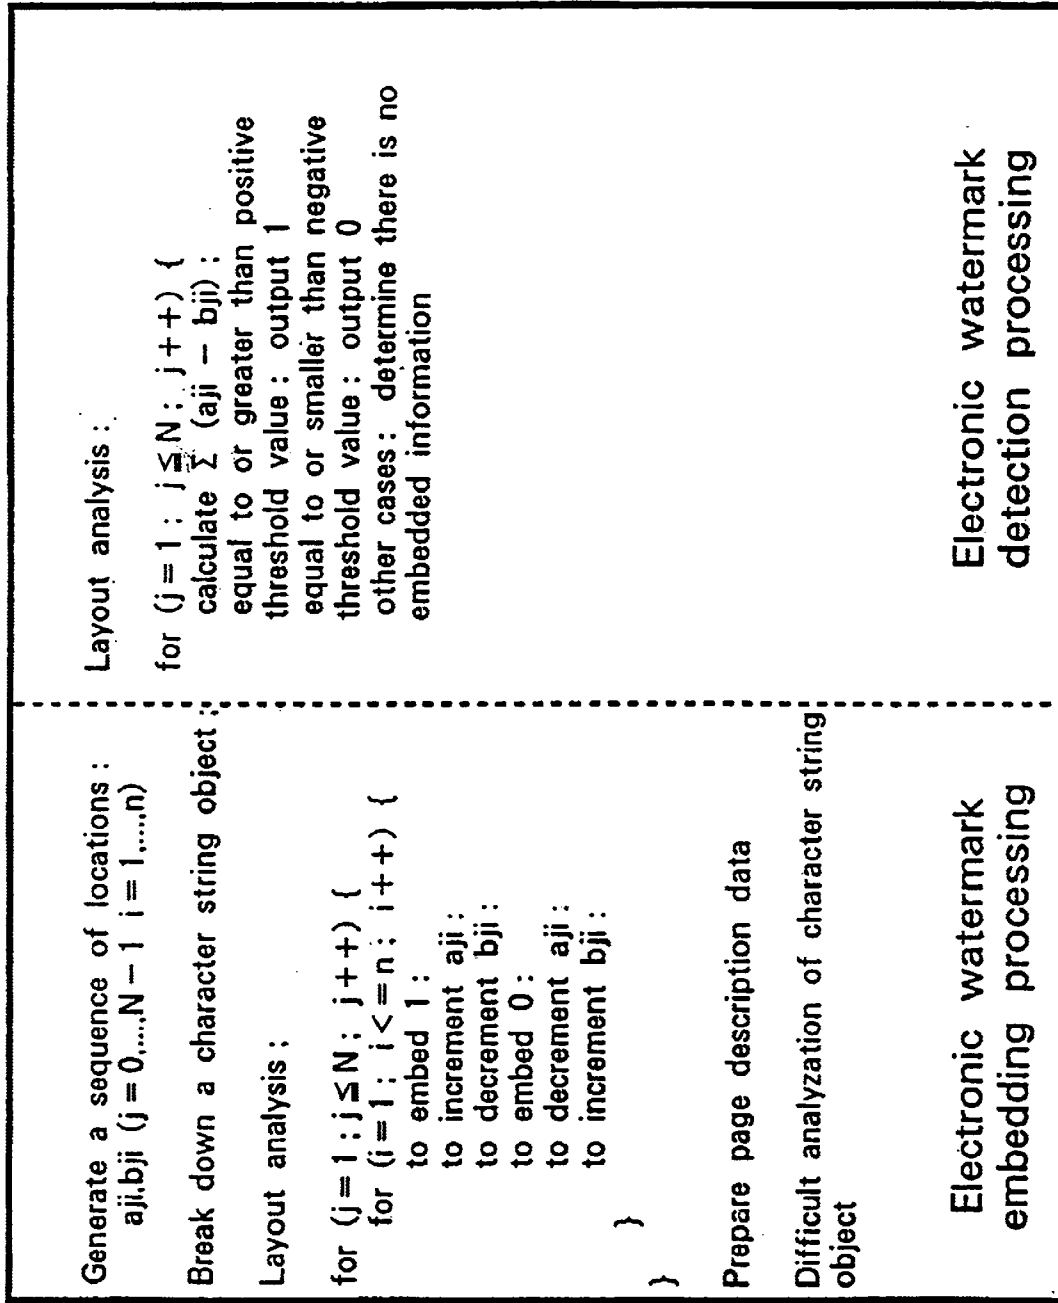 Generate a sequence of locations :
aji.bji (j = 0,...,N − 1 i = 1,...,n)
Break down a character string object ;
Layout analysis ;
for (j = 1 ; j ≦ N ; j + +) {
for (i = 1 ; i < = n ; i + +) {
to embed 1 ;
to increment aji ;
to decrement bji ;
to embed 0 ;
to decrement aji ;
to increment bji ;
}
}
Prepare page description data
Difficult analyzation of character string
object
Electronic watermark
embedding processing
Layout analysis ;
for (j = 1 ; j ≦ N ; j + +) {
calculate Σ (aji − bji) ;
equal to or greater than positive
threshold value : output 1
equal to or smaller than negative
threshold value : output 0
other cases : determine there is no
embedded information
Electronic watermark
detection processing